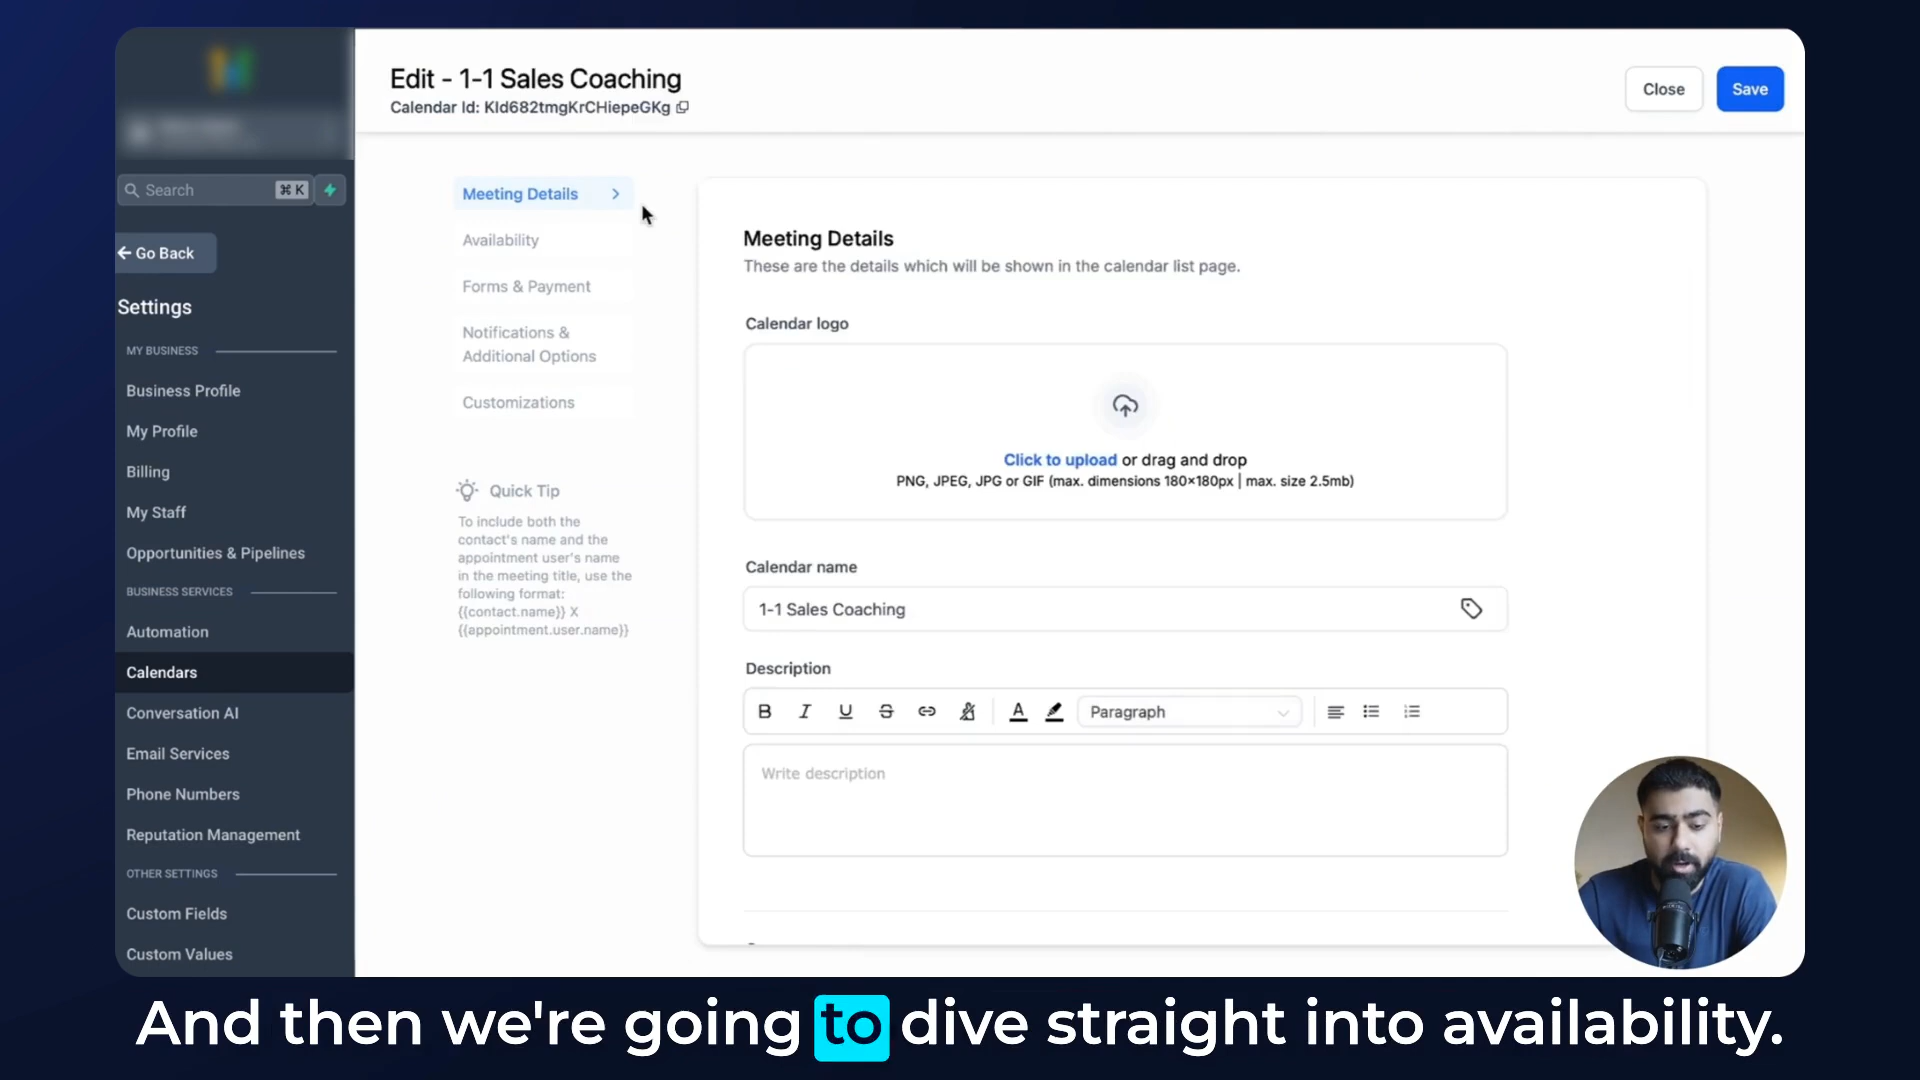 Edit - 1-1 Sales Coaching
Calendar Id: KId682tmgKrCHiepeGKg
Close
Save
Search
⌘ K
Go Back
Settings
MY BUSINESS
Business Profile
My Profile
Billing
My Staff
Opportunities & Pipelines
BUSINESS SERVICES
Automation
Calendars
Conversation AI
Email Services
Phone Numbers
Reputation Management
OTHER SETTINGS
Custom Fields
Custom Values
Meeting Details
Availability
Forms & Payment
Notifications &
Additional Options
Customizations
Quick Tip
To include both the
contact's name and the
appointment user's name
in the meeting title, use the
following format:
{{contact.name}} X
{{appointment.user.name}}
Meeting Details
These are the details which will be shown in the calendar list page.
Calendar logo
Click to upload or drag and drop
PNG, JPEG, JPG or GIF (max. dimensions 180×180px | max. size 2.5mb)
Calendar name
1-1 Sales Coaching
Description
Paragraph
Write description
And then we're going to dive straight into availability.